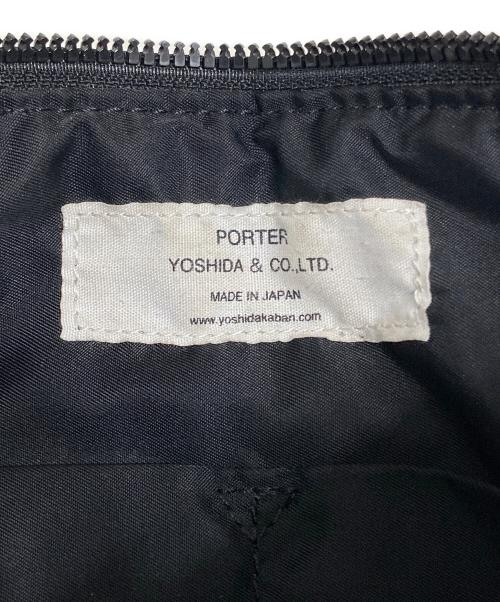 PORTER
YOSHIDA & CO.,LTD.
MADE IN JAPAN
www.yoshidakaban.com